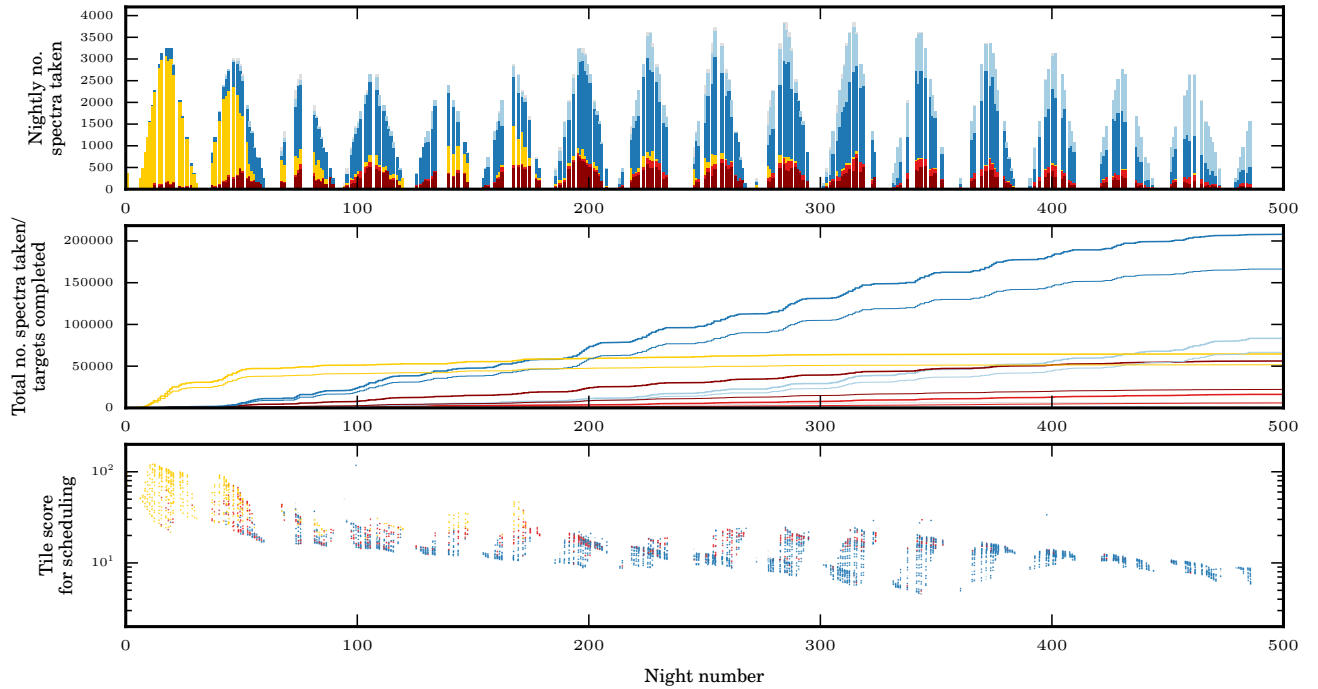 Nightly no.
spectra taken
4000
3500
3000
2500
2000
1500
1000
500
0
0 100 200 300 400 500
Total no. spectra taken/
targets completed
200000
150000
100000
50000
0
0 100 200 300 400 500
Tile score
for scheduling
10²
10¹
0 100 200 300 400 500
Night number